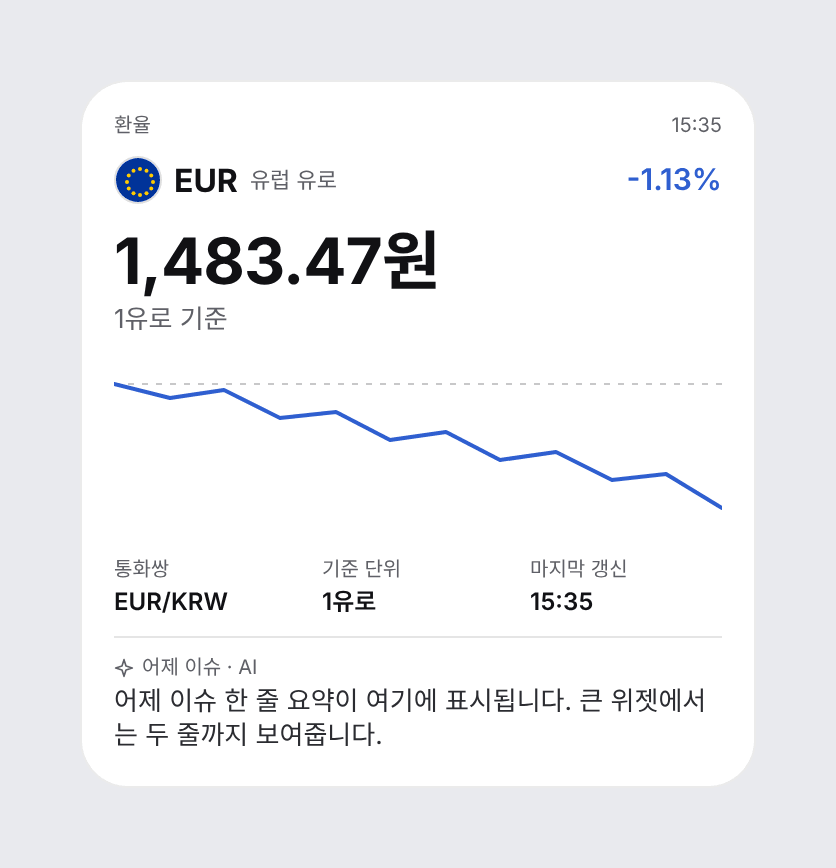 환율 15:35
EUR 유럽 유로 -1.13%
1,483.47원
1유로 기준
통화쌍 기준 단위 마지막 갱신
EUR/KRW 1유로 15:35
어제 이슈 · AI
어제 이슈 한 줄 요약이 여기에 표시됩니다. 큰 위젯에서
는 두 줄까지 보여줍니다.